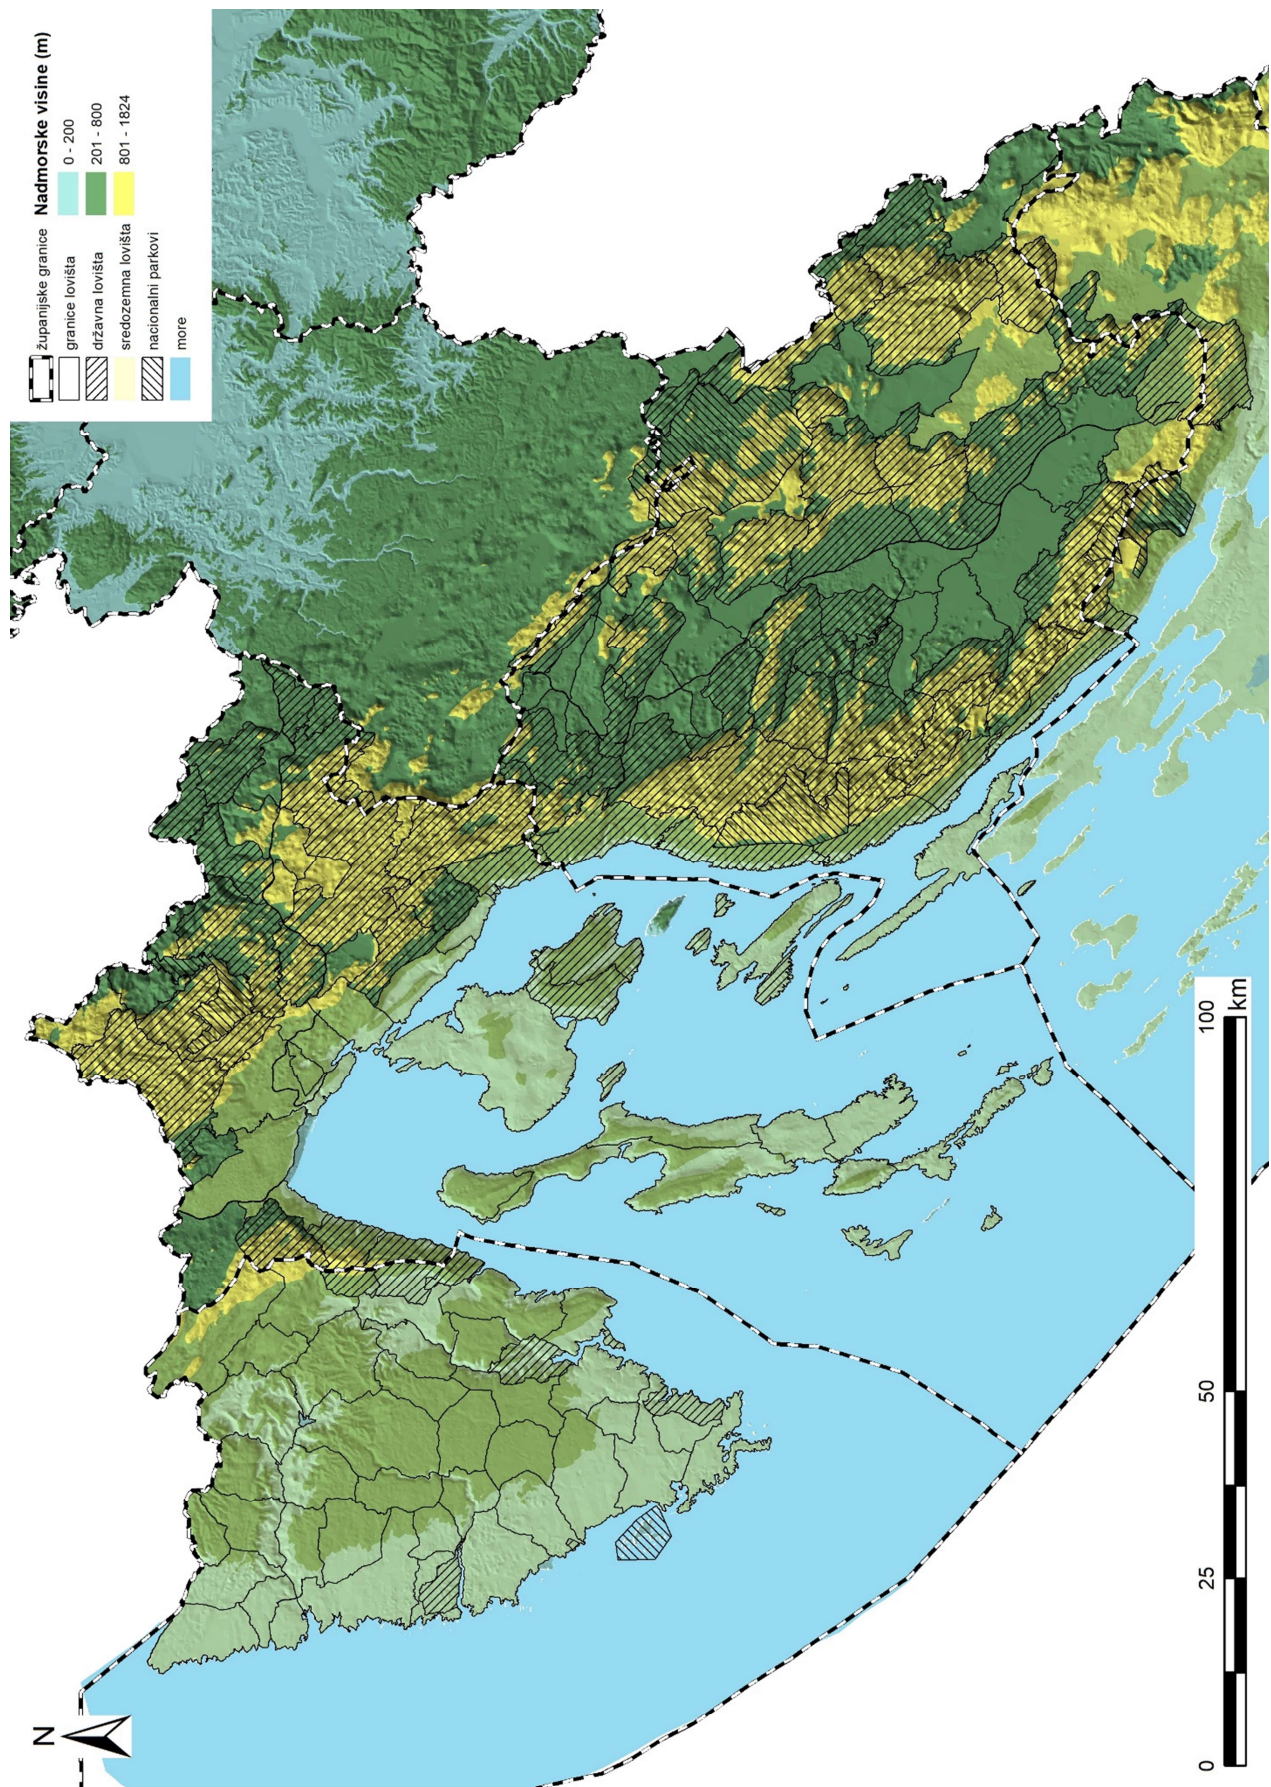 N
županijske granice
granice lovišta
državna lovišta
sredozemna lovišta
nacionalni parkovi
more
Nadmorske visine (m)
0 - 200
201 - 800
801 - 1824
0
25
50
100
km